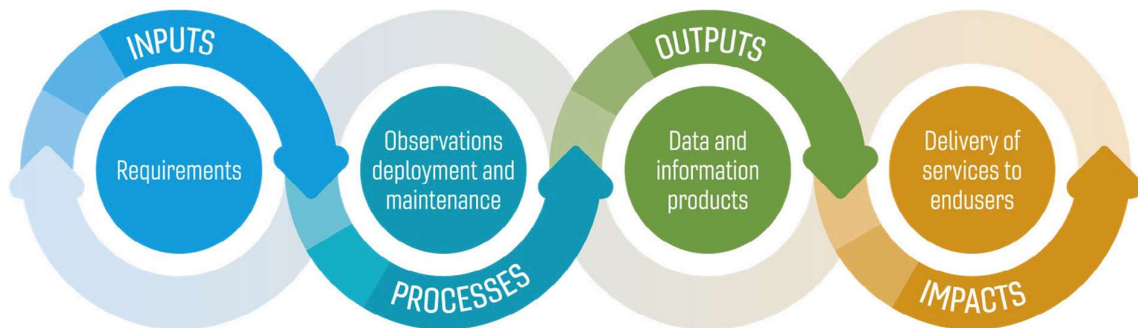 INPUTS
Requirements
Observations
deployment and
maintenance
PROCESSES
OUTPUTS
Data and
information
products
Delivery of
services to
endusers
IMPACTS